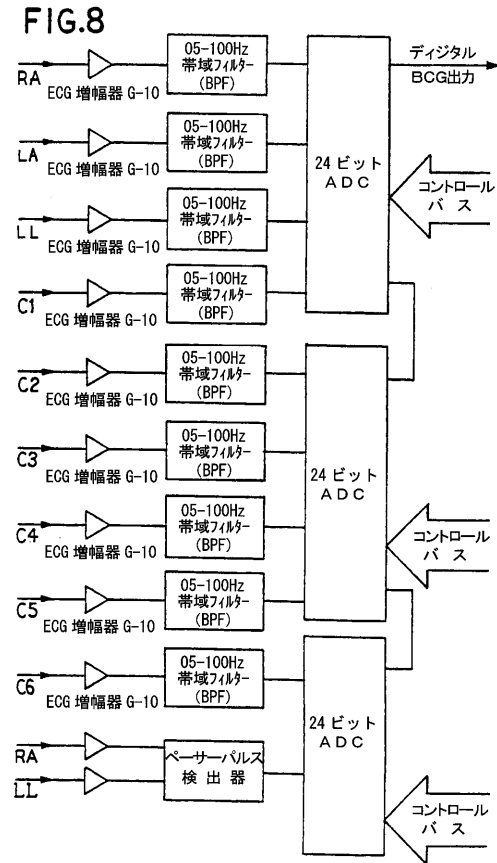 FIG.8
RA
ECG 増幅器 G-10
05-100Hz
帯域フィルター
(BPF)
LA
ECG 増幅器 G-10
05-100Hz
帯域フィルター
(BPF)
LL
ECG 増幅器 G-10
05-100Hz
帯域フィルター
(BPF)
C1
ECG 増幅器 G-10
05-100Hz
帯域フィルター
(BPF)
24 ビット
ADC
ディジタル
BCG出力
コントロール
バス
C2
ECG 増幅器 G-10
05-100Hz
帯域フィルター
(BPF)
C3
ECG 増幅器 G-10
05-100Hz
帯域フィルター
(BPF)
C4
ECG 増幅器 G-10
05-100Hz
帯域フィルター
(BPF)
C5
ECG 増幅器 G-10
05-100Hz
帯域フィルター
(BPF)
24 ビット
ADC
コントロール
バス
C6
ECG 増幅器 G-10
05-100Hz
帯域フィルター
(BPF)
RA
LL
ペーサーパルス
検出器
24 ビット
ADC
コントロール
バス